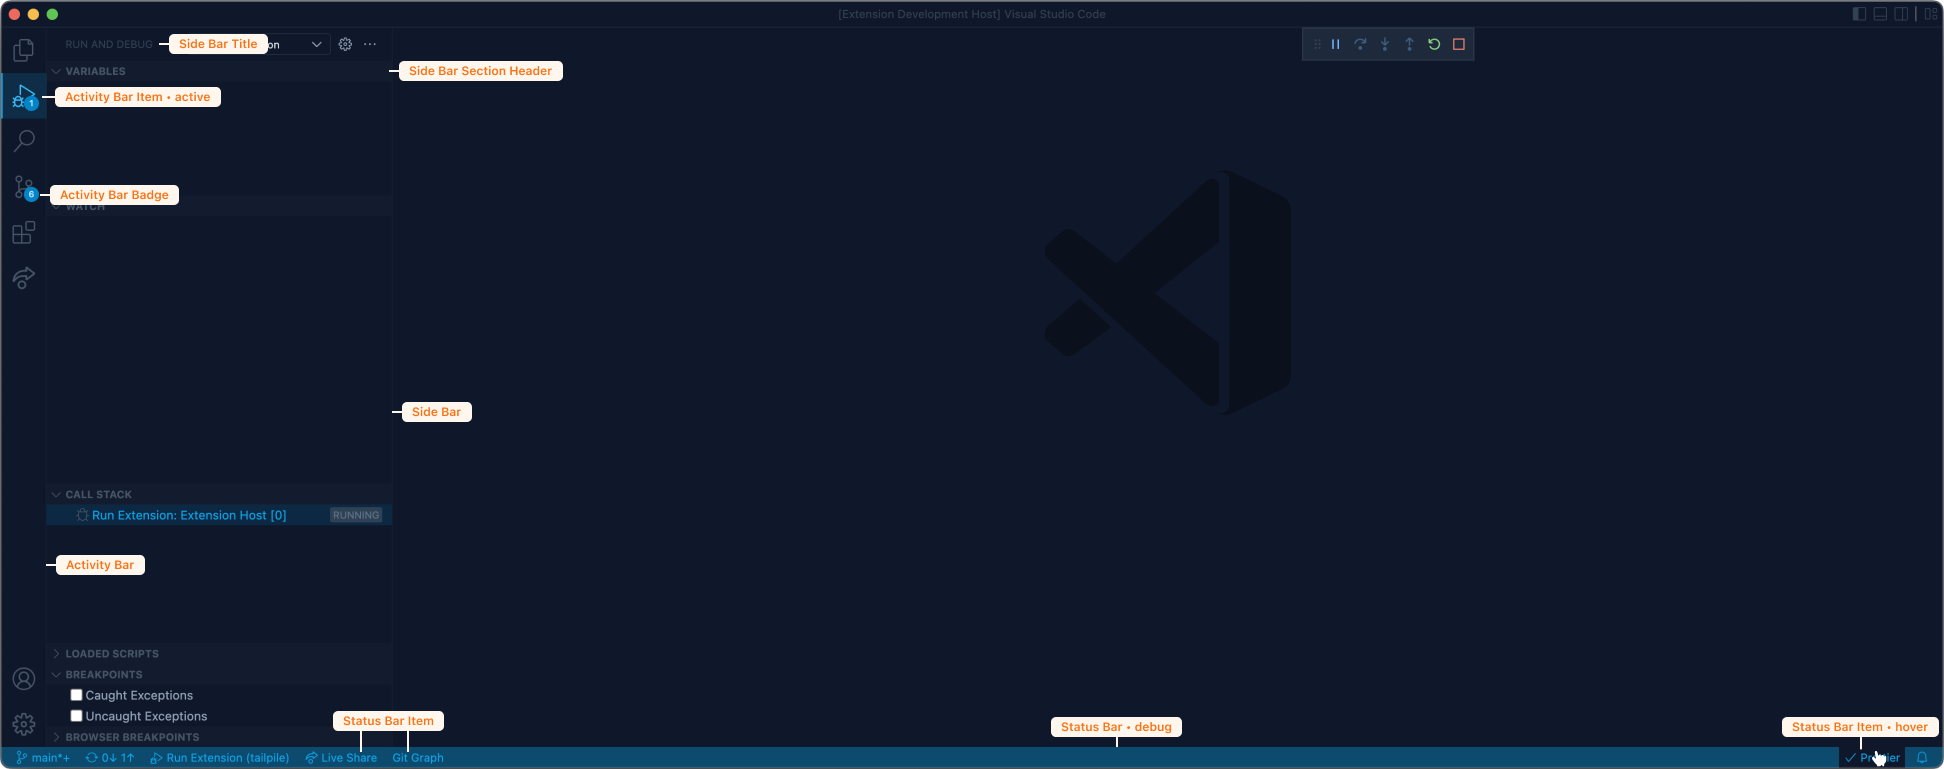 [Extension Development Host] Visual Studio Code
RUN AND DEBUG
Side Bar Title
on
VARIABLES
Side Bar Section Header
1
Activity Bar Item • active
6
Activity Bar Badge
WATCH
Side Bar
CALL STACK
Run Extension: Extension Host [0]
RUNNING
Activity Bar
LOADED SCRIPTS
BREAKPOINTS
Caught Exceptions
Uncaught Exceptions
Status Bar Item
Status Bar • debug
Status Bar Item • hover
BROWSER BREAKPOINTS
main*+
0↓ 1↑
Run Extension (tailpile)
Live Share
Git Graph